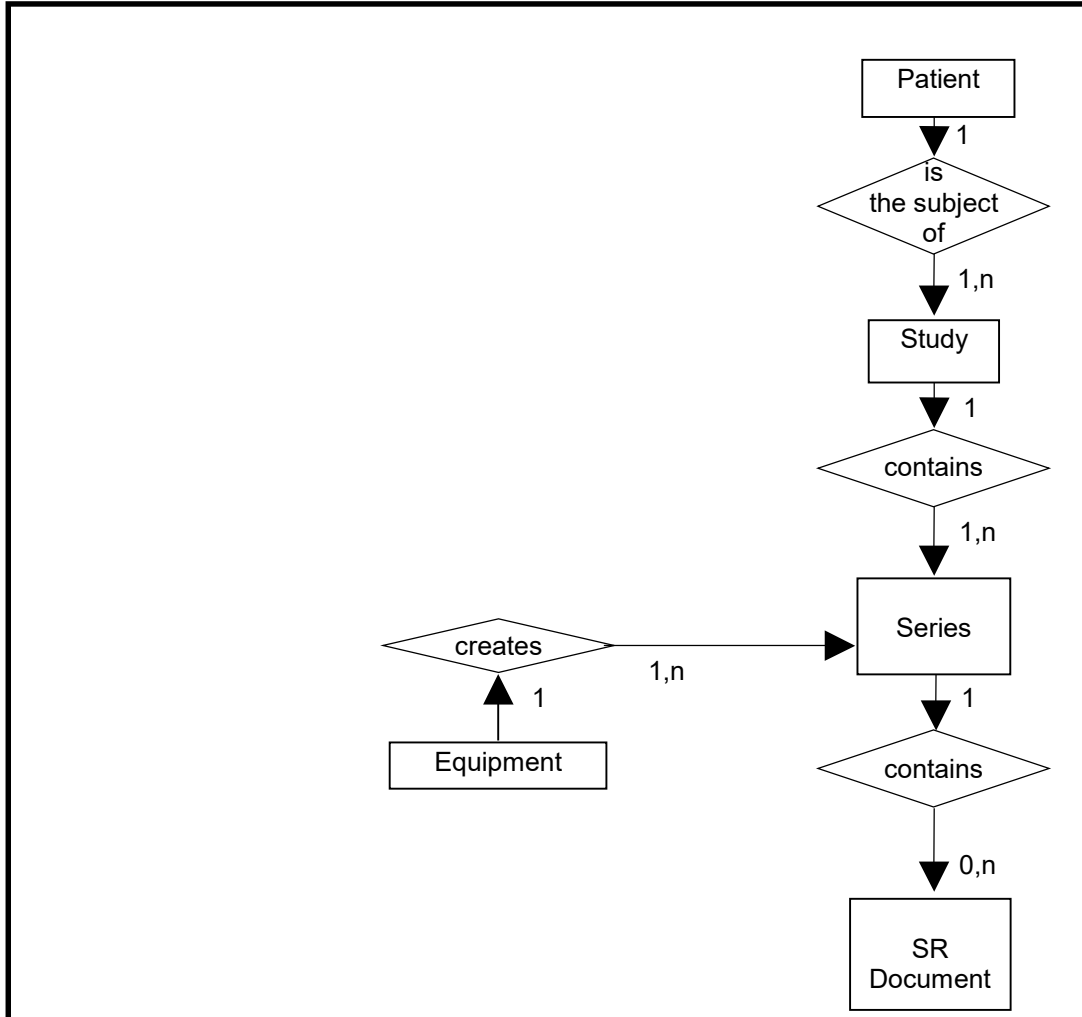 Patient
1
is
the subject
of
1,n
Study
1
contains
1,n
Series
creates
1,n
1
1
Equipment
contains
0,n
SR
Document